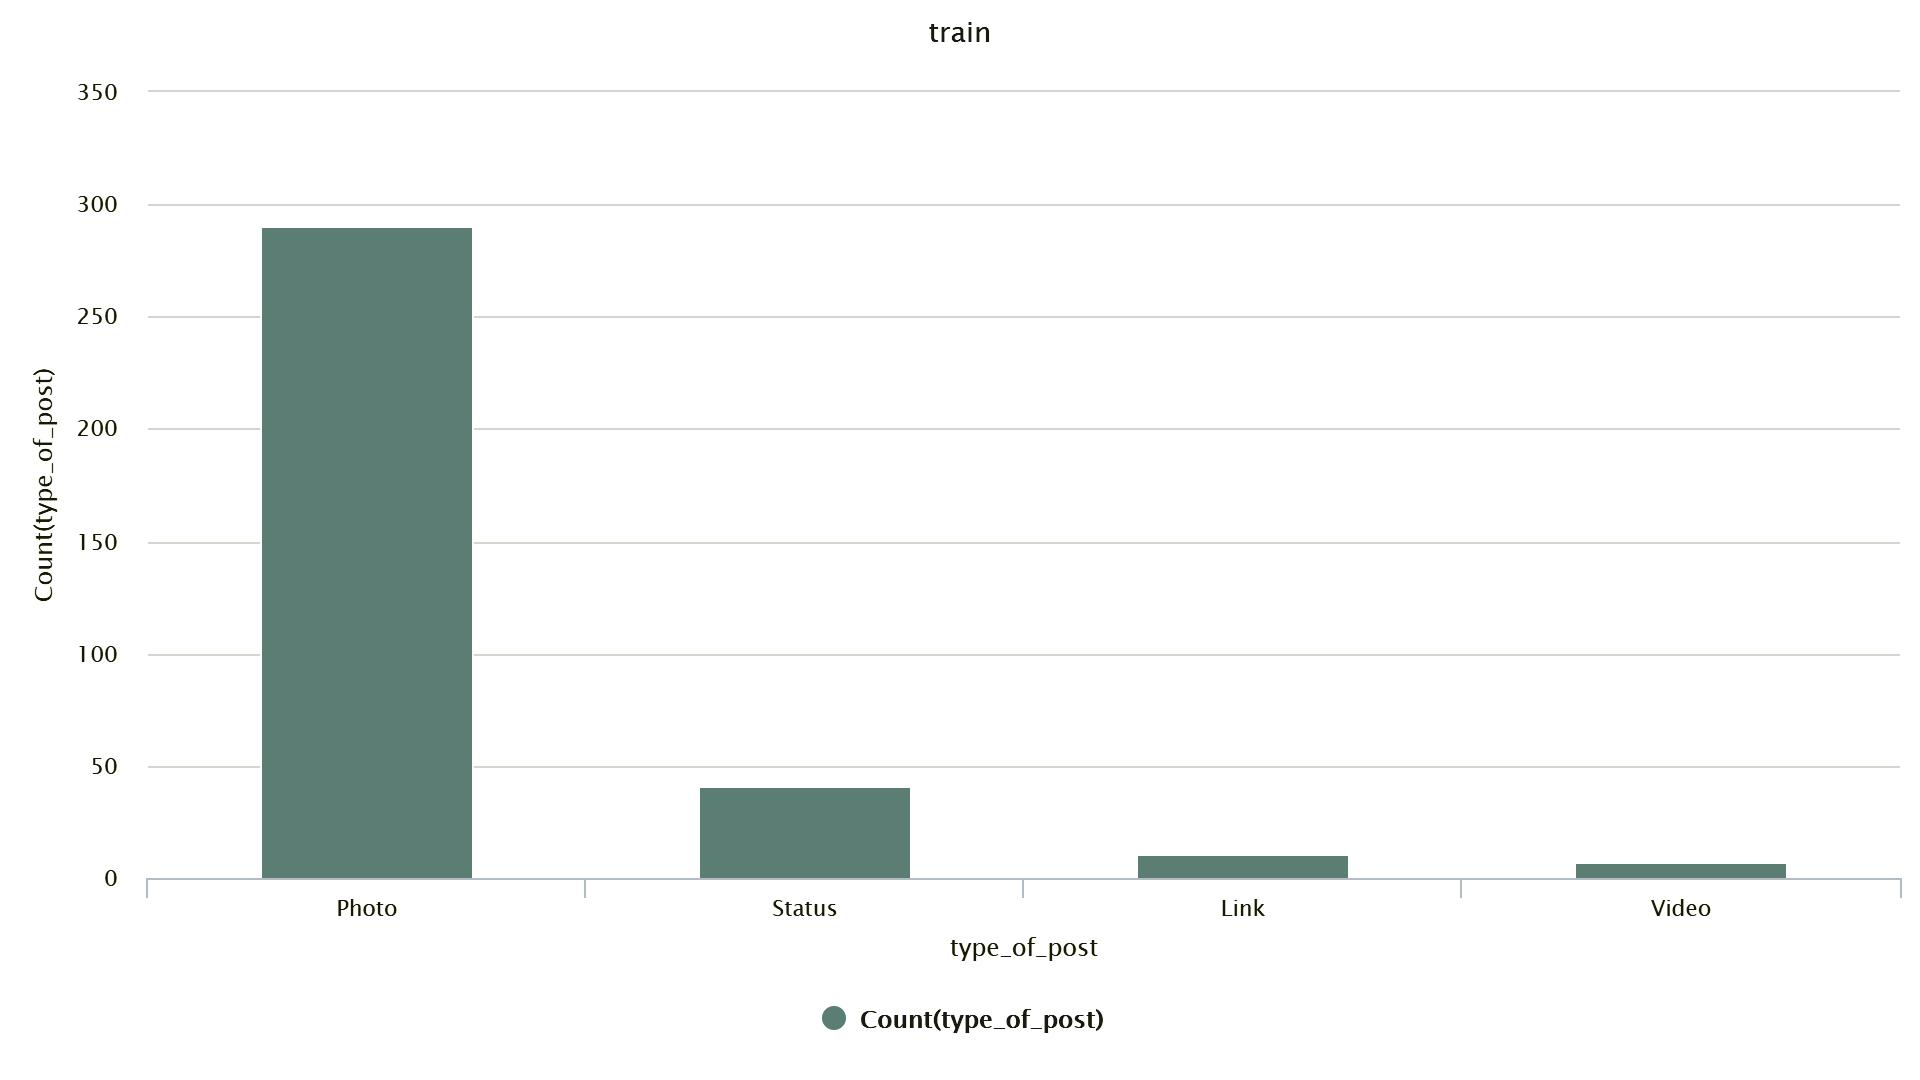 train
350
300
250
200
150
100
50
0
Count(type_of_post)
Photo
Status
Link
Video
type_of_post
Count(type_of_post)